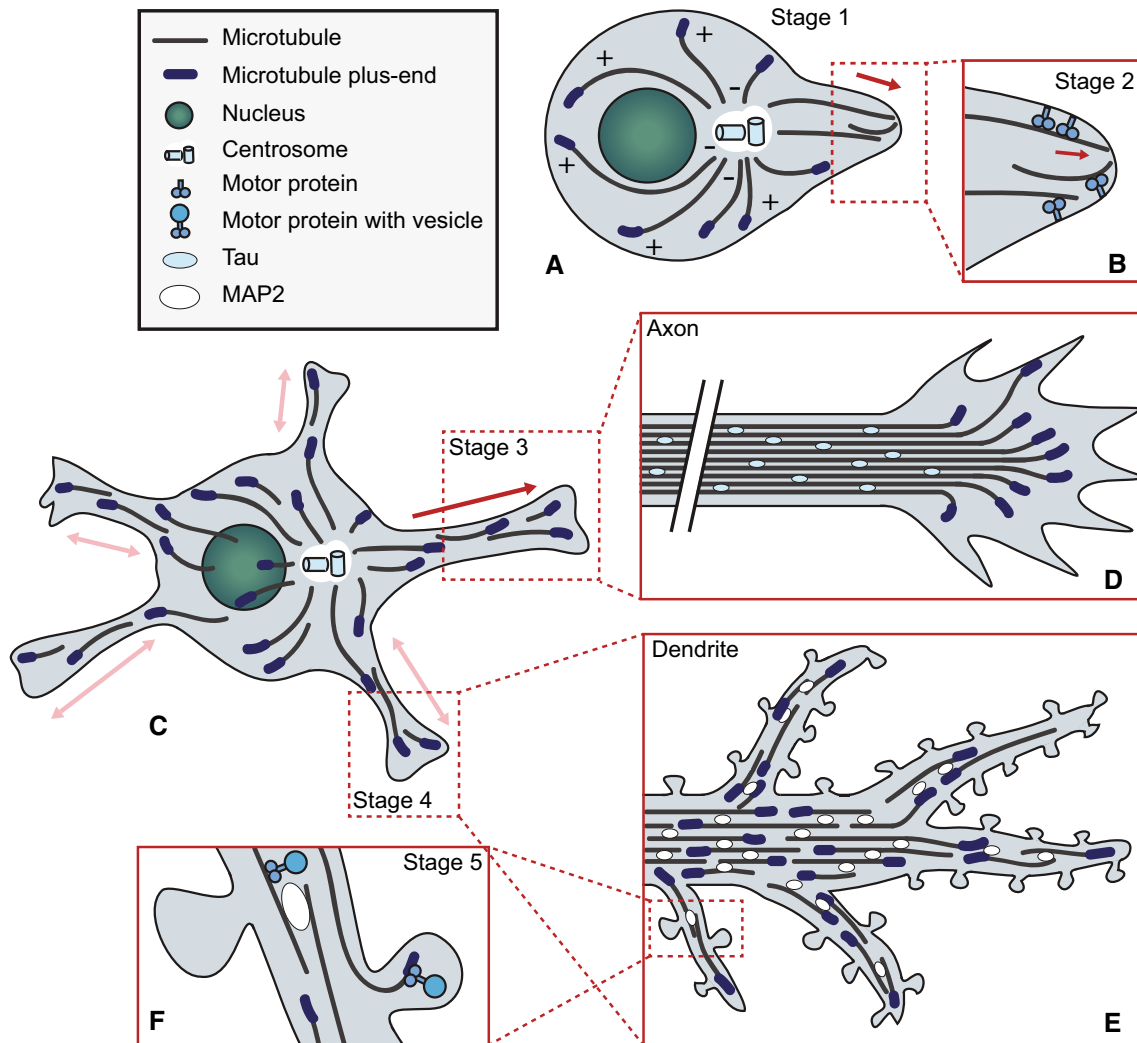 Microtubule
Microtubule plus-end
Nucleus
Centrosome
Motor protein
Motor protein with vesicle
Tau
MAP2
Stage 1
+
+
+
+
+
-
-
-
A
Stage 2
B
Stage 3
C
Stage 4
Axon
D
Dendrite
E
Stage 5
F